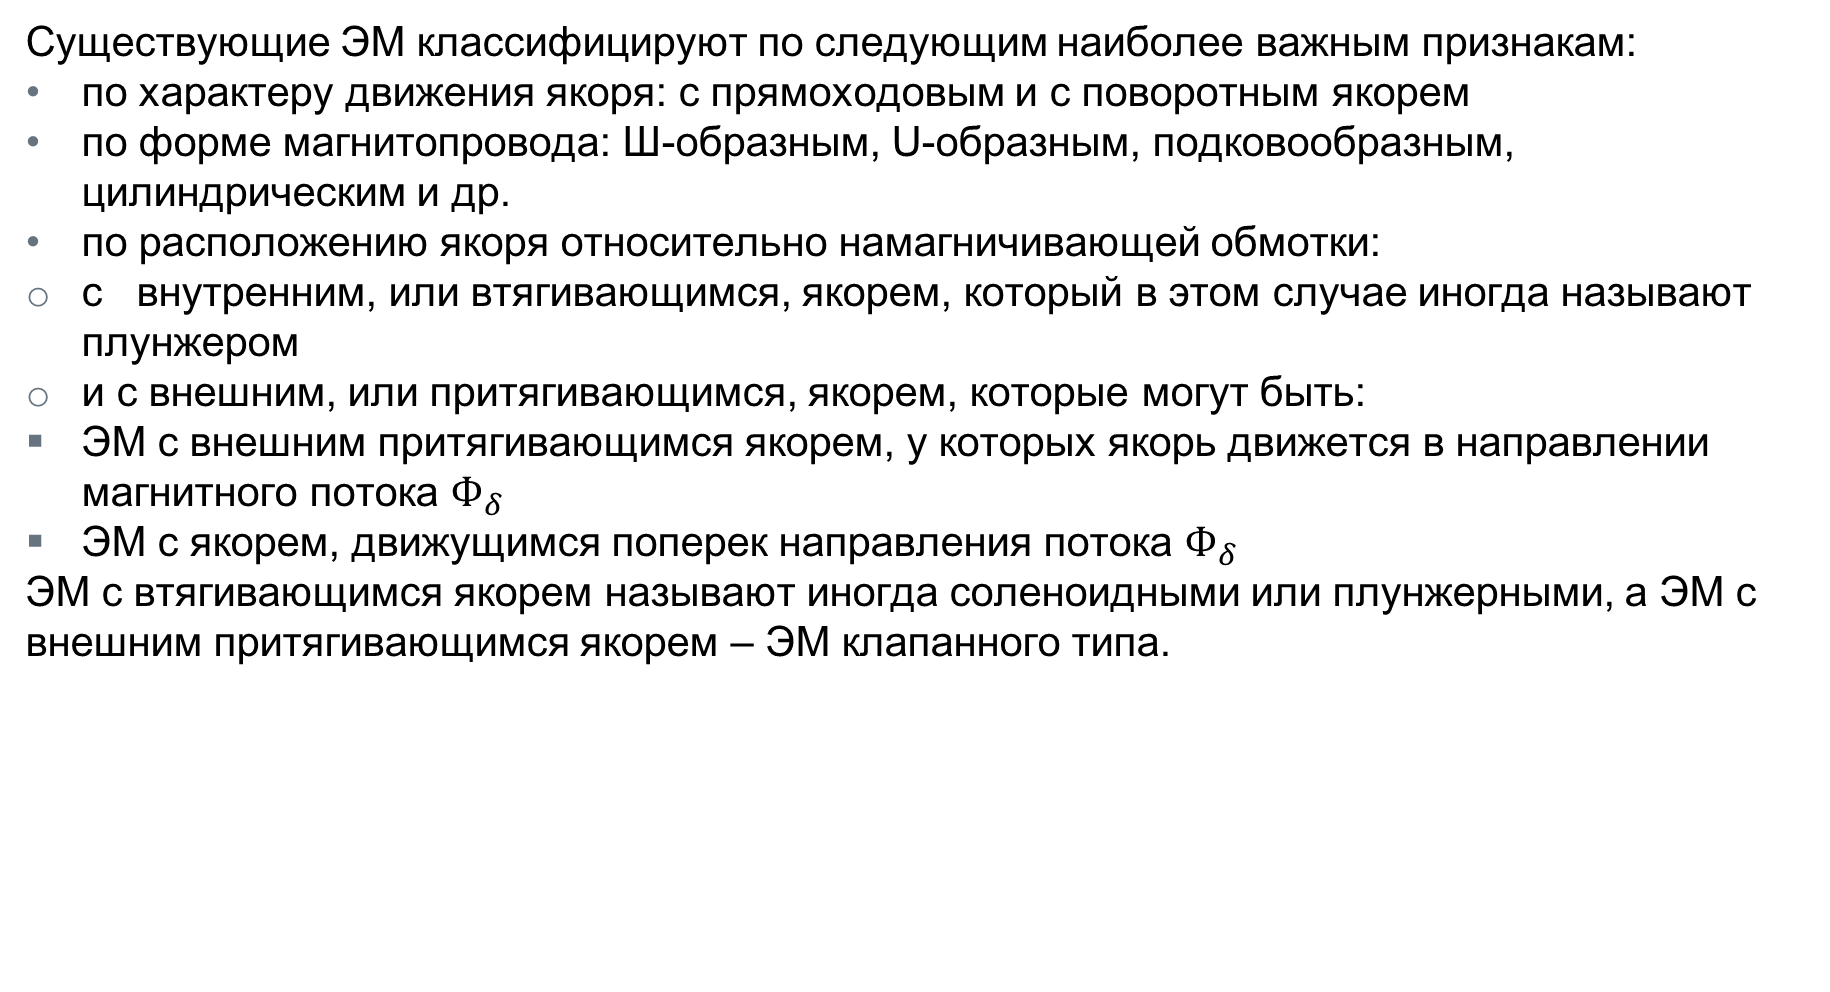 Существующие ЭМ классифицируют по следующим наиболее важным признакам:
• по характеру движения якоря: с прямоходовым и с поворотным якорем
• по форме магнитопровода: Ш-образным, U-образным, подковообразным,
цилиндрическим и др.
• по расположению якоря относительно намагничивающей обмотки:
○ с внутренним, или втягивающимся, якорем, который в этом случае иногда называют
плунжером
○ и с внешним, или притягивающимся, якорем, которые могут быть:
▪ ЭМ с внешним притягивающимся якорем, у которых якорь движется в направлении
магнитного потока Φ_δ
▪ ЭМ с якорем, движущимся поперек направления потока Φ_δ
ЭМ с втягивающимся якорем называют иногда соленоидными или плунжерными, а ЭМ с
внешним притягивающимся якорем – ЭМ клапанного типа.